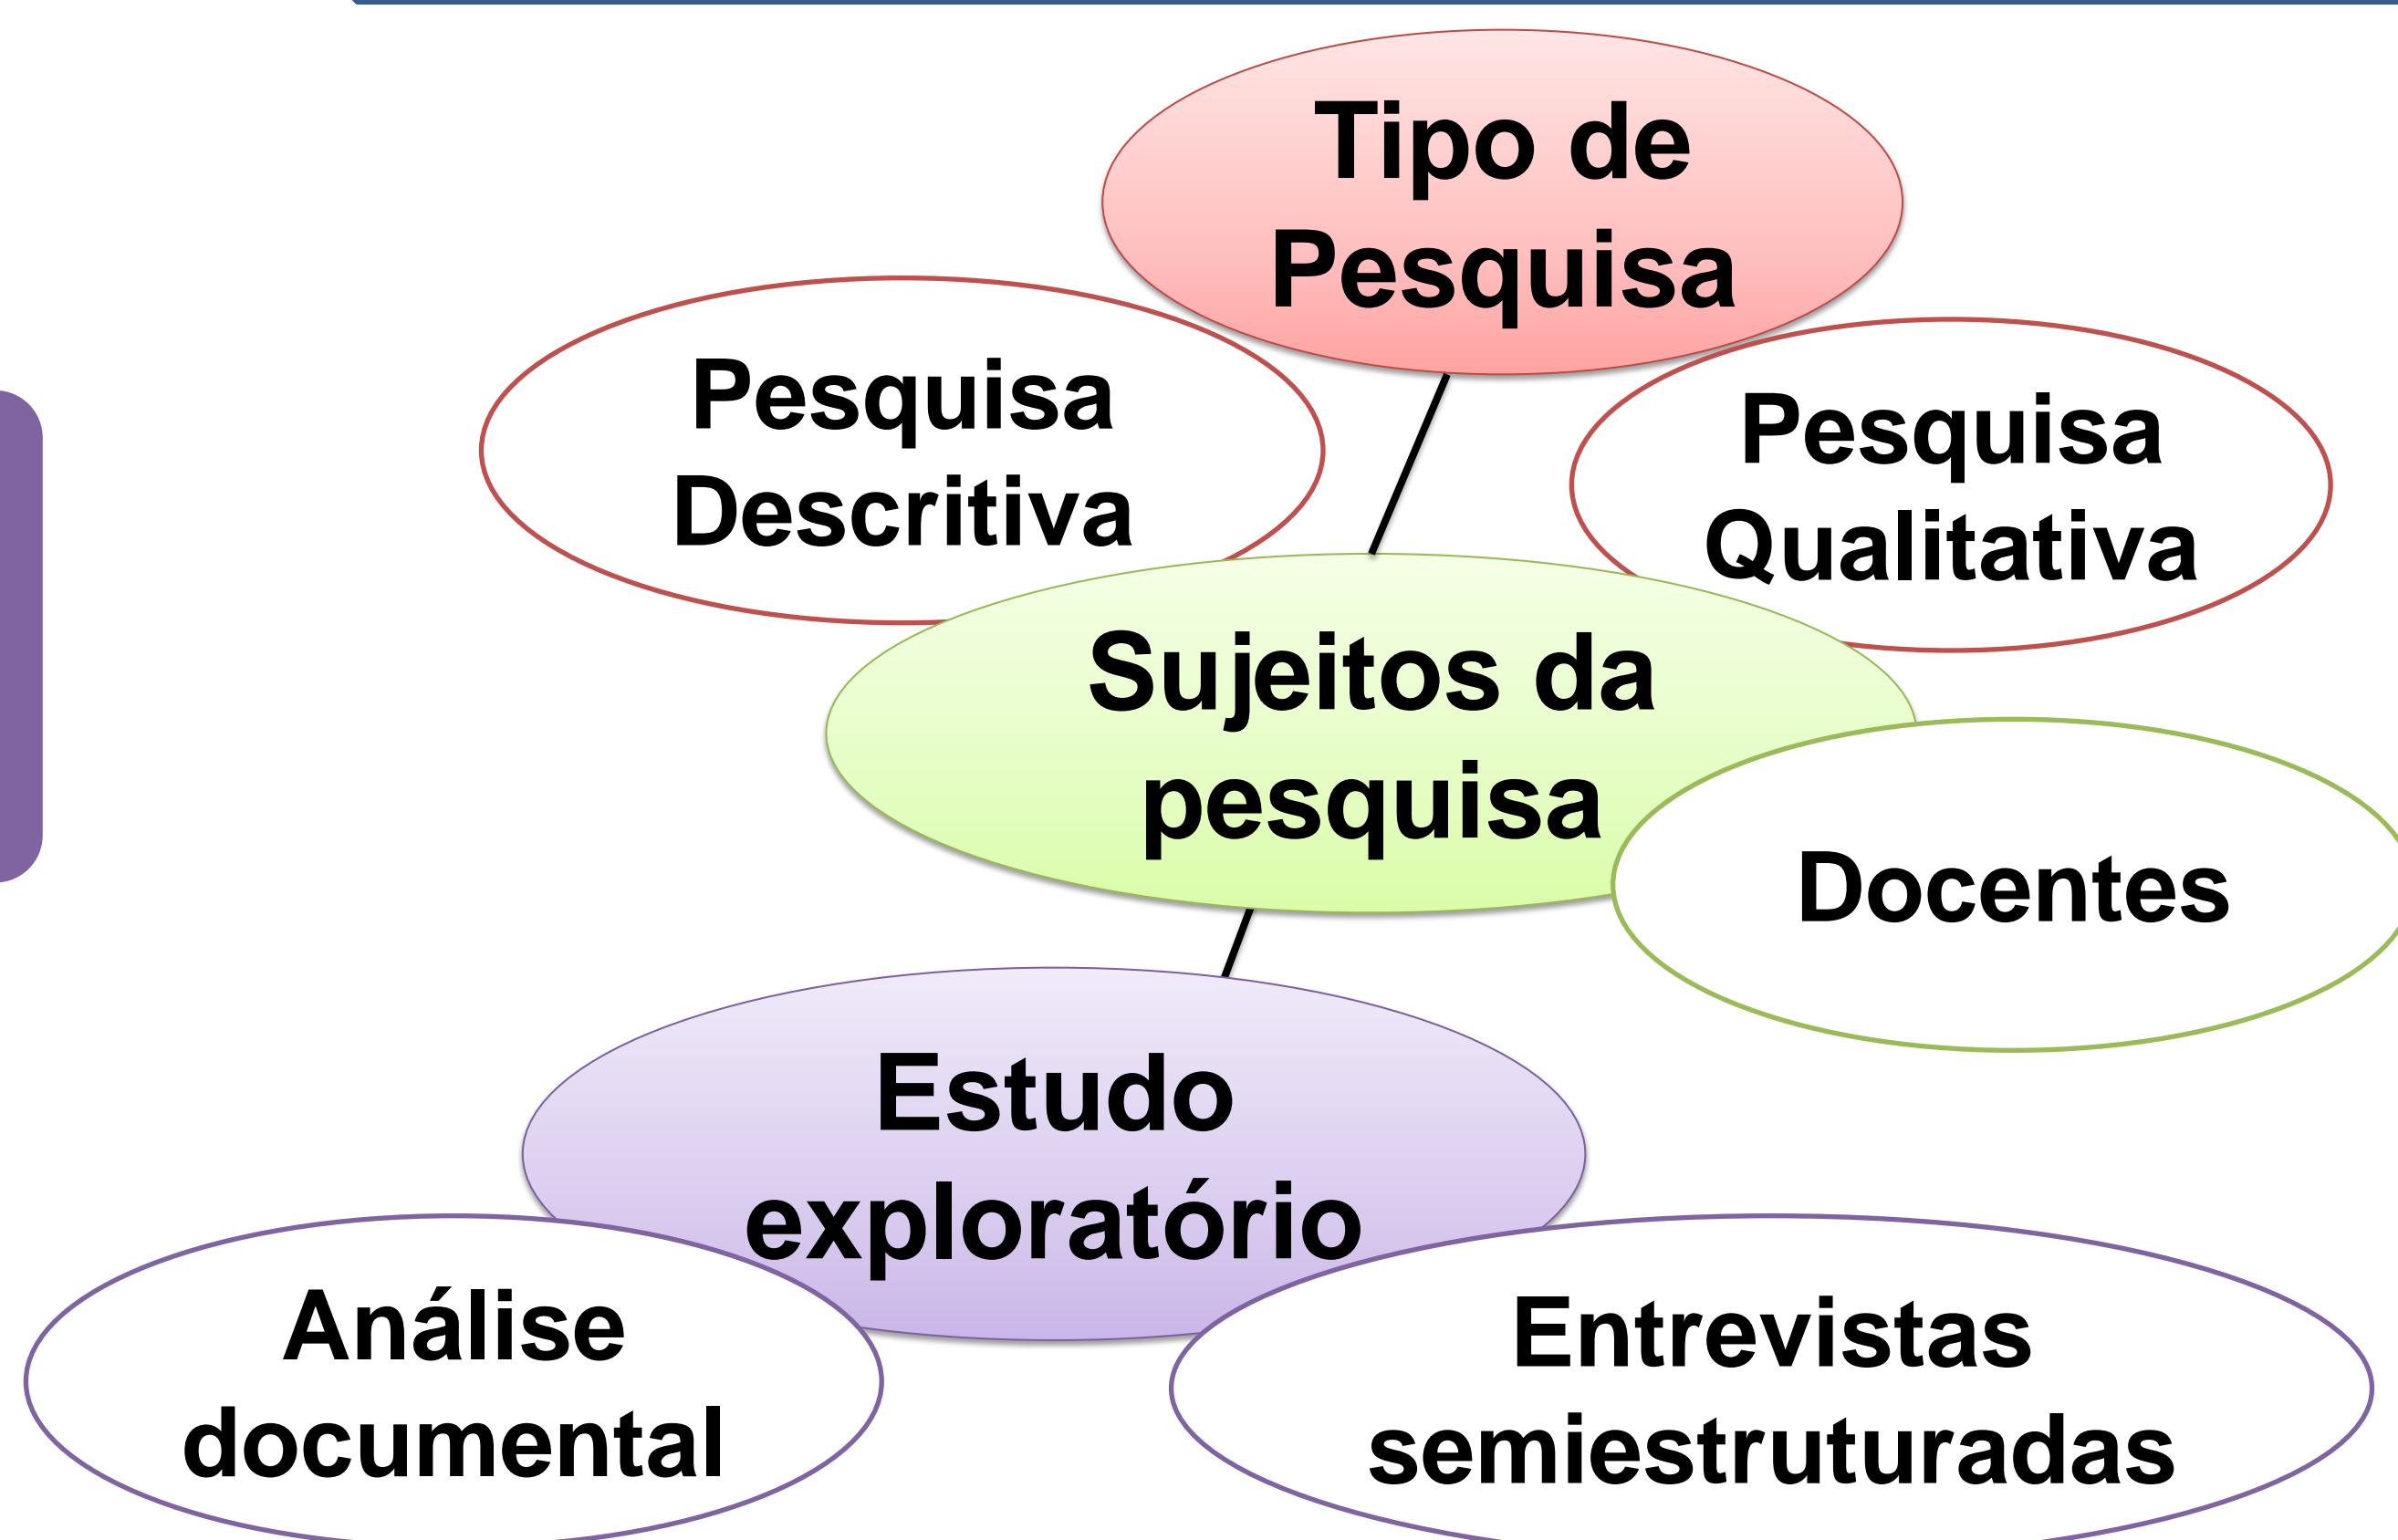 Tipo de
Pesquisa
Pesquisa
Descritiva
Pesquisa
Qualitativa
Sujeitos da
pesquisa
Docentes
Estudo
exploratório
Análise
documental
Entrevistas
semiestruturadas